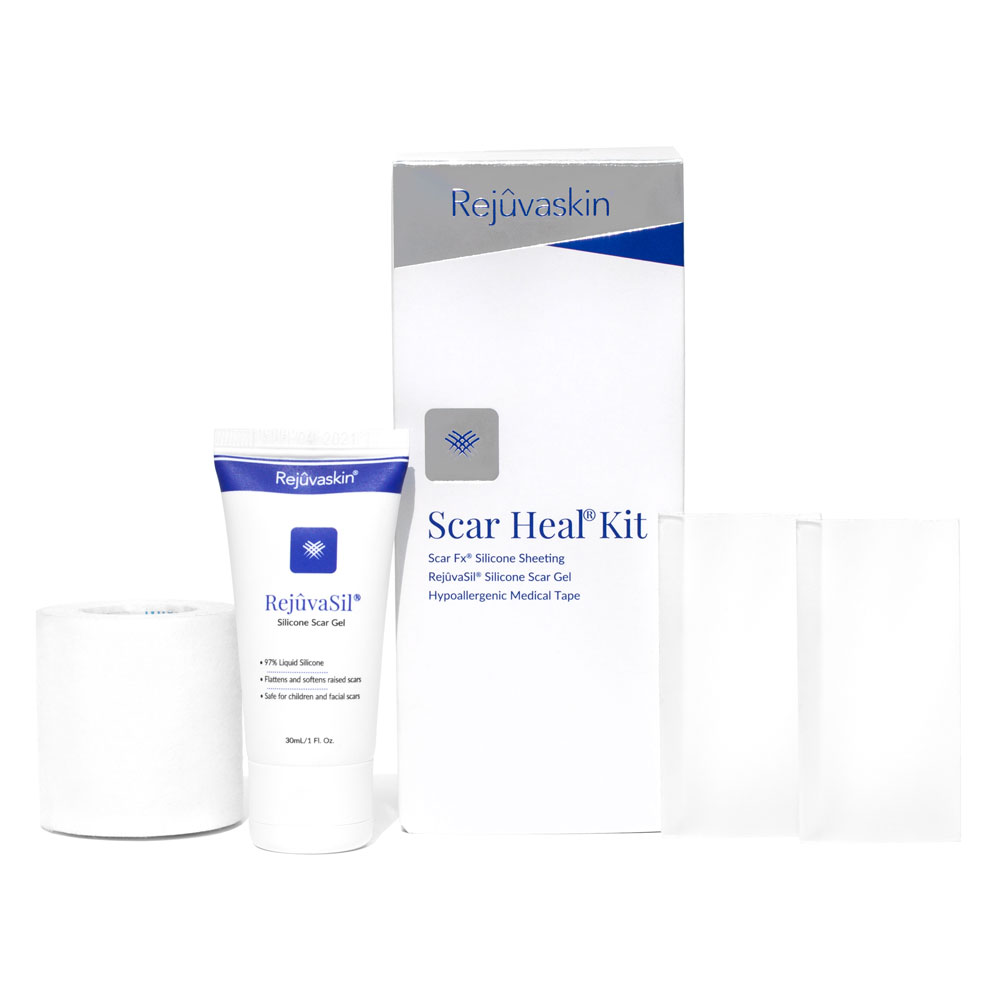 Rejûvaskin
Scar Heal® Kit
Scar Fx® Silicone Sheeting
RejûvaSil® Silicone Scar Gel
Hypoallergenic Medical Tape
04 2021
Rejûvaskin®
RejûvaSil®
Silicone Scar Gel
• 97% Liquid Silicone
• Flattens and softens raised scars
• Safe for children and facial scars
30mL/1 Fl. Oz.